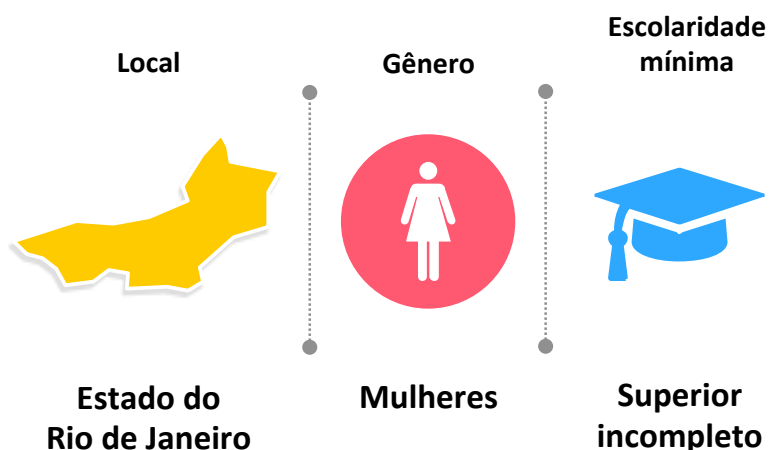 Local
Gênero
Escolaridade
mínima
Estado do
Rio de Janeiro
Mulheres
Superior
incompleto